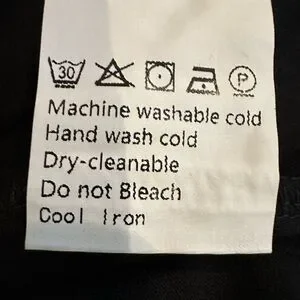 30 P
Machine washable cold
Hand wash cold
Dry-cleanable
Do not Bleach
Cool Iron